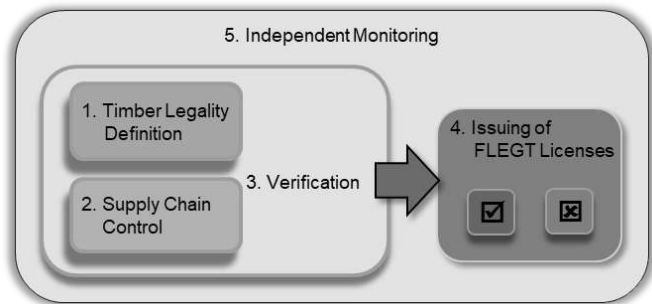 5. Independent Monitoring
1. Timber Legality
Definition
2. Supply Chain
Control
3. Verification
4. Issuing of
FLEGT Licenses